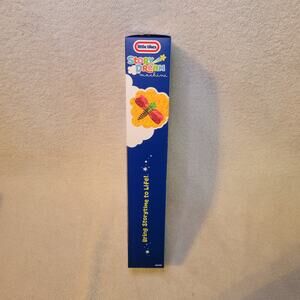 little tikes
Story
Dream
machine
Bring Storytime to Life!